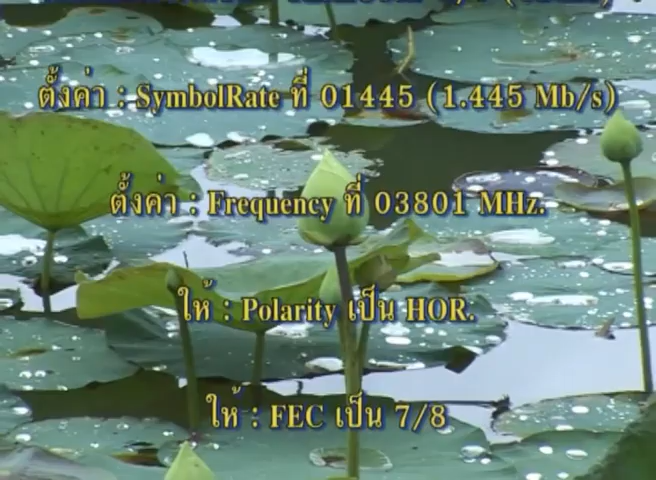 ตั้งค่า : SymbolRate ที่ 01445 (1.445 Mb/s)
ตั้งค่า : Frequency ที่ 03801 MHz.
ให้ : Polarity เป็น HOR.
ให้ : FEC เป็น 7/8